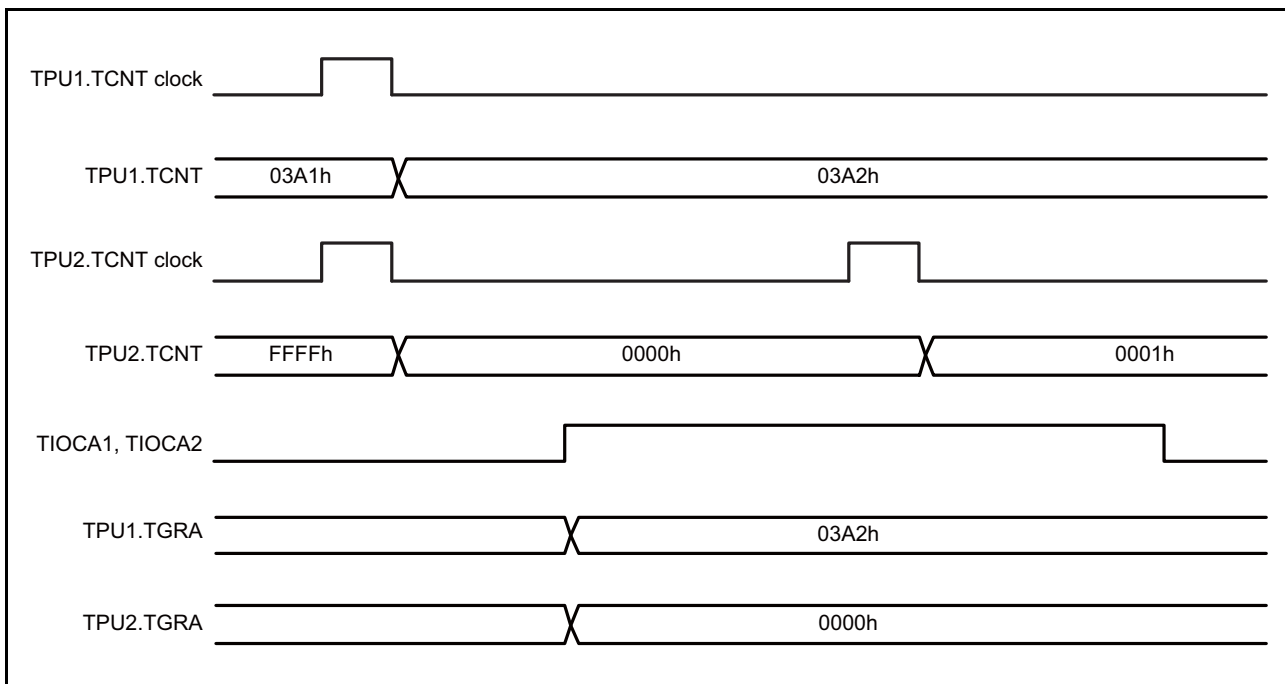 TPU1.TCNT clock
TPU1.TCNT 03A1h 03A2h
TPU2.TCNT clock
TPU2.TCNT FFFFh 0000h 0001h
TIOCA1, TIOCA2
TPU1.TGRA 03A2h
TPU2.TGRA 0000h